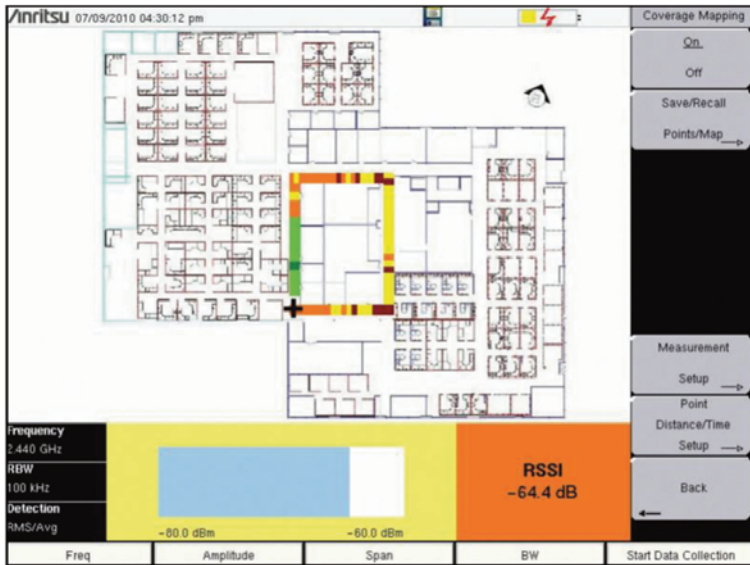 Anritsu 07/09/2010 04:30:12 pm
Coverage Mapping
On
Off
Save/Recall
Points/Map
Measurement
Setup
Point
Distance/Time
Setup
Back
Frequency
2.440 GHz
RBW
100 kHz
Detection
RMS/Avg
-80.0 dBm
-60.0 dBm
RSSI
-64.4 dB
Freq
Amplitude
Span
BW
Start Data Collection